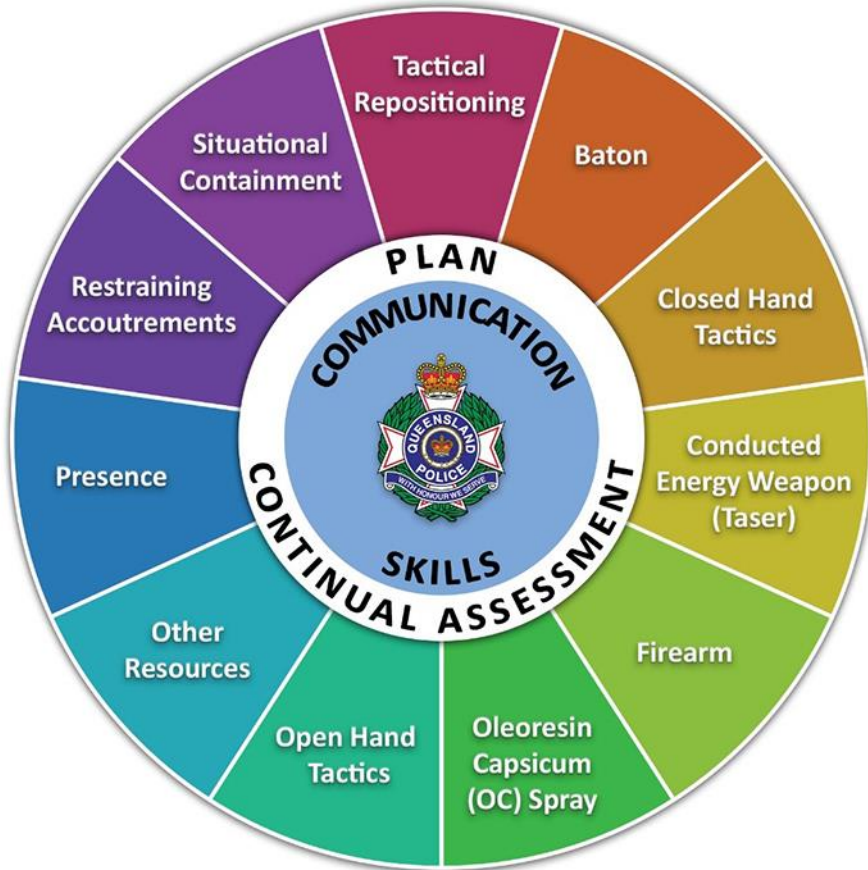 Tactical
Repositioning
Baton
Closed Hand
Tactics
Conducted
Energy Weapon
(Taser)
Firearm
Oleoresin
Capsicum
(OC) Spray
Open Hand
Tactics
Other
Resources
Presence
Restraining
Accoutrements
Situational
Containment
PLAN
CONTINUAL ASSESSMENT
COMMUNICATION
SKILLS
QUEENSLAND
POLICE
WITH HONOUR WE SERVE